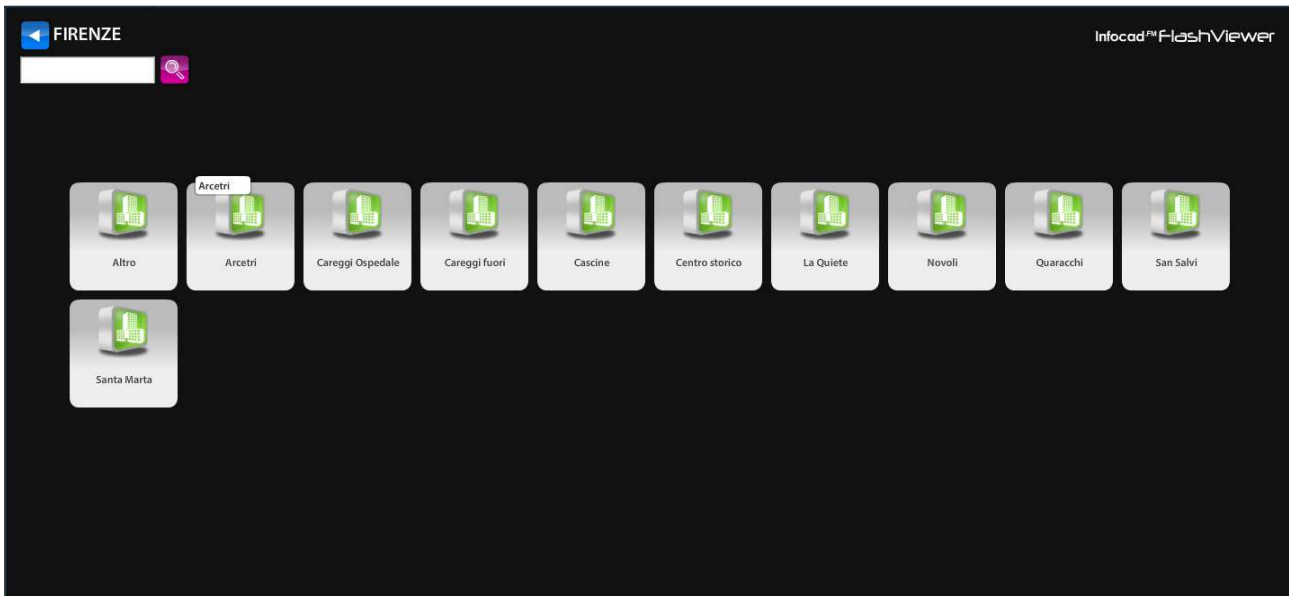 FIRENZE
Infocad FM FlashViewer
Arcetri
Altro
Arcetri
Careggi Ospedale
Careggi fuori
Cascine
Centro storico
La Quiete
Novoli
Quaracchi
San Salvi
Santa Marta